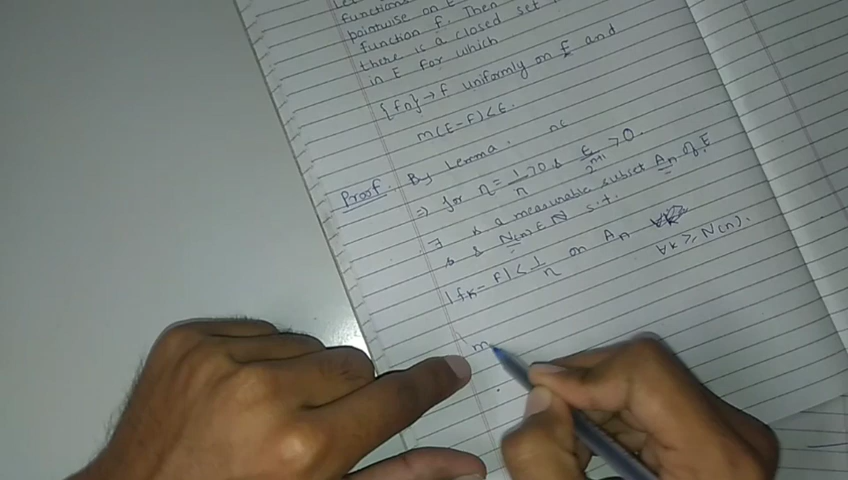 functions
pointwise on E
function f. Then
there is a closed set
in E for which
{fn} → f uniformly on E and
m(E-F) < ε.
Proof. By Lemma. nε
⇒ for η = 1/n > 0 & ε/2^{n+1} > 0.
∃ a measurable subset An of E
& N(n) ∈ N s.t.
|fk - f| < 1/n on An
∀ k ≥ N(n).
m